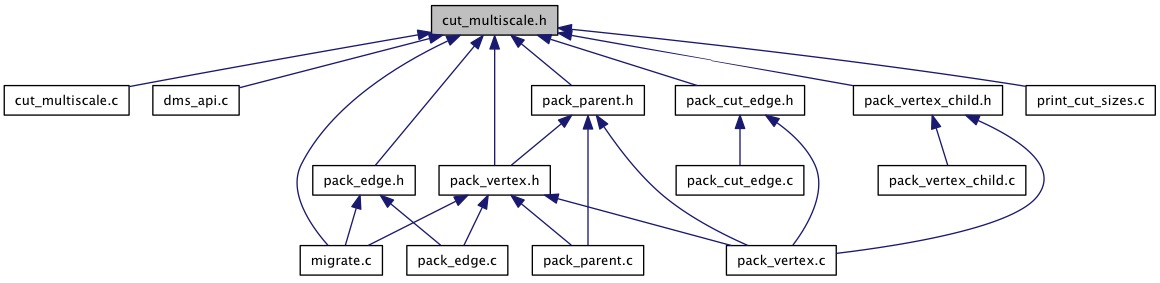 cut_multiscale.h
cut_multiscale.c
dms_api.c
pack_parent.h
pack_cut_edge.h
pack_vertex_child.h
print_cut_sizes.c
pack_edge.h
pack_vertex.h
pack_cut_edge.c
pack_vertex_child.c
migrate.c
pack_edge.c
pack_parent.c
pack_vertex.c